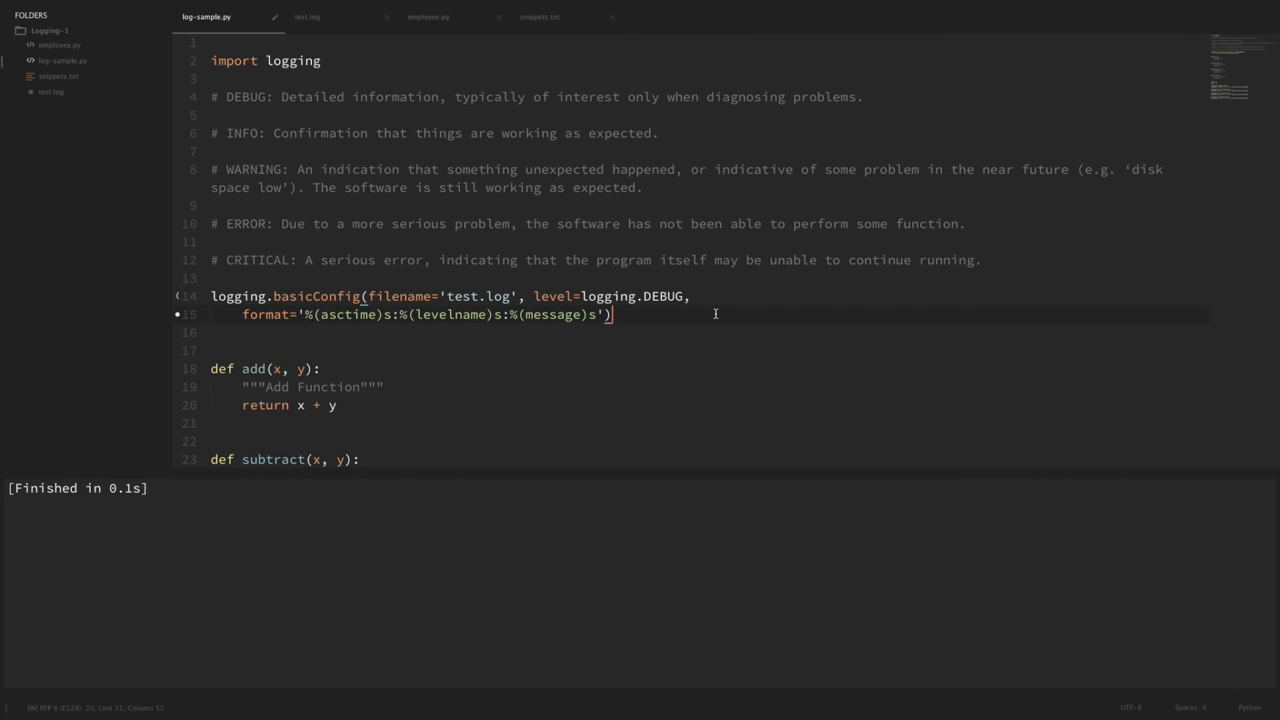 FOLDERS
Logging-1
employee.py
log-sample.py
snippets.txt
test.log
log-sample.py
test.log
employee.py
snippets.txt
1
2 import logging
3
4 # DEBUG: Detailed information, typically of interest only when diagnosing problems.
5
6 # INFO: Confirmation that things are working as expected.
7
8 # WARNING: An indication that something unexpected happened, or indicative of some problem in the near future (e.g. ‘disk
space low’). The software is still working as expected.
9
10 # ERROR: Due to a more serious problem, the software has not been able to perform some function.
11
12 # CRITICAL: A serious error, indicating that the program itself may be unable to continue running.
13
14 logging.basicConfig(filename='test.log', level=logging.DEBUG,
15 format='%(asctime)s:%(levelname)s:%(message)s')
16
17
18 def add(x, y):
19 """Add Function"""
20 return x + y
21
22
23 def subtract(x, y):
[Finished in 0.1s]
[W] PEP 8 (E128): 20, Line 15, Column 52
UTF-8
Spaces: 4
Python